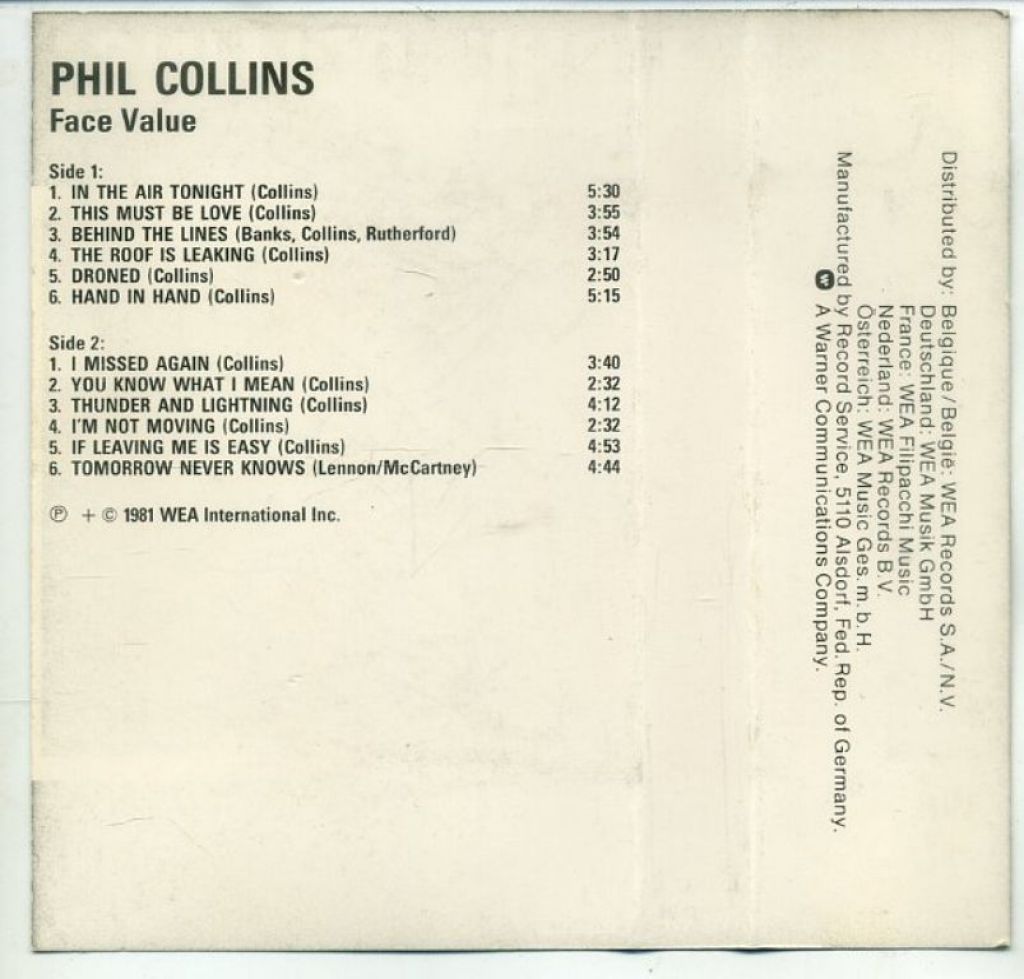 PHIL COLLINS
Face Value
Side 1:
1. IN THE AIR TONIGHT (Collins) 5:30
2. THIS MUST BE LOVE (Collins) 3:55
3. BEHIND THE LINES (Banks, Collins, Rutherford) 3:54
4. THE ROOF IS LEAKING (Collins) 3:17
5. DRONED (Collins) 2:50
6. HAND IN HAND (Collins) 5:15
Side 2:
1. I MISSED AGAIN (Collins) 3:40
2. YOU KNOW WHAT I MEAN (Collins) 2:32
3. THUNDER AND LIGHTNING (Collins) 4:12
4. I'M NOT MOVING (Collins) 2:32
5. IF LEAVING ME IS EASY (Collins) 4:53
6. TOMORROW NEVER KNOWS (Lennon/McCartney) 4:44
℗ + © 1981 WEA International Inc.
Distributed by: Belgique/België: WEA Records S.A./N.V.
Deutschland: WEA Musik GmbH
France: WEA Filipacchi Music
Nederland: WEA Records B.V.
Österreich: WEA Music Ges.m.b.H.
Manufactured by Record Service, 5110 Alsdorf, Fed. Rep. of Germany.
A Warner Communications Company.